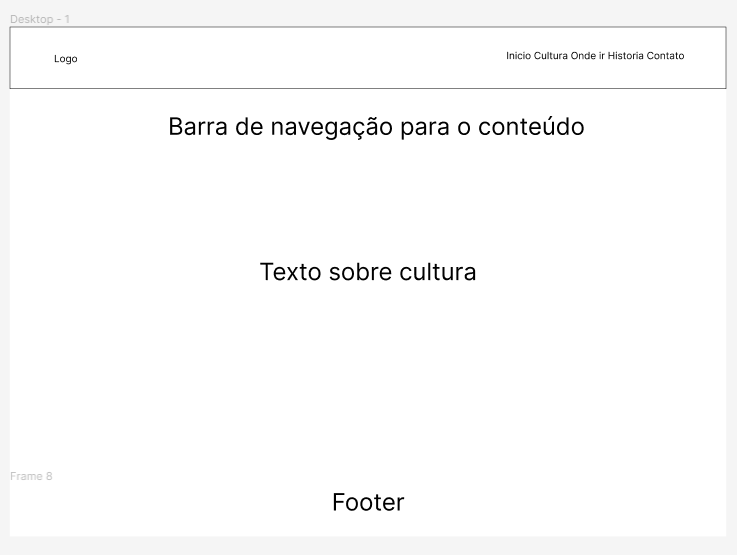 Desktop - 1
Logo
Inicio Cultura Onde ir Historia Contato
Barra de navegação para o conteúdo
Texto sobre cultura
Frame 8
Footer